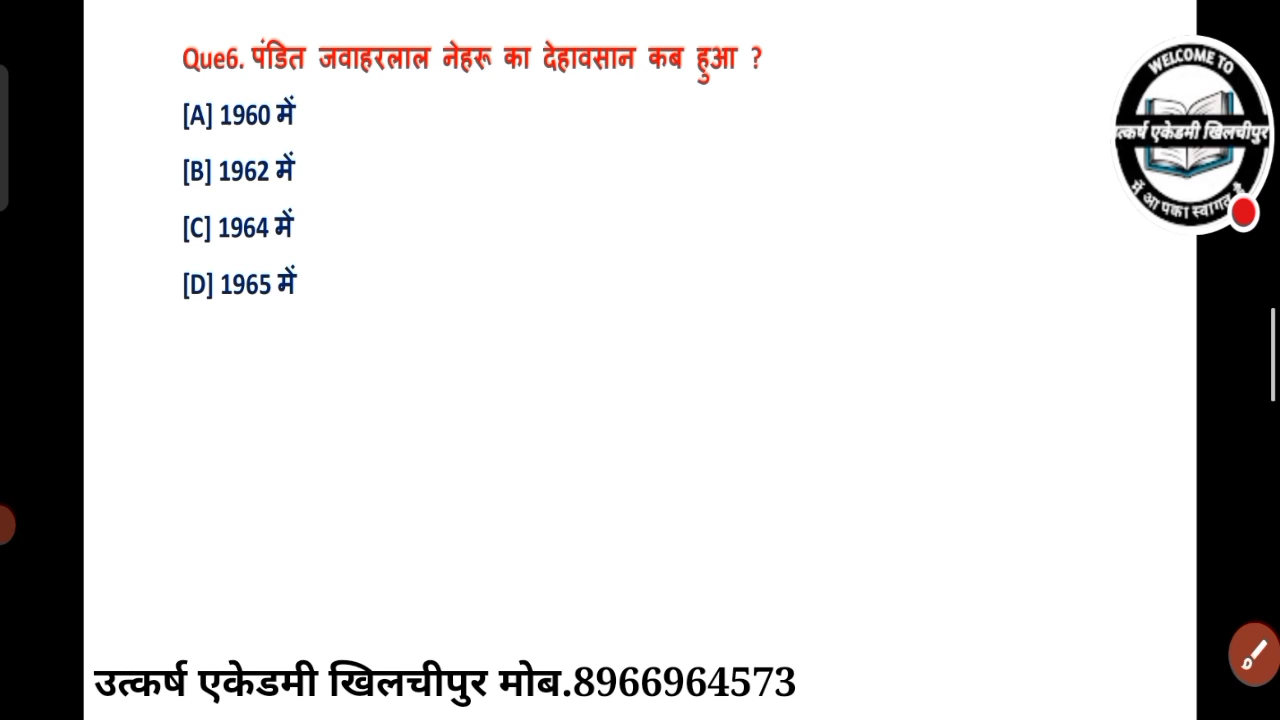 Que6. पंडित जवाहरलाल नेहरू का देहावसान कब हुआ ?
[A] 1960 में
[B] 1962 में
[C] 1964 में
[D] 1965 में
WELCOME TO
त्कर्ष एकेडमी खिलचीपुर
में आपका स्वागत है
उत्कर्ष एकेडमी खिलचीपुर मोब.8966964573